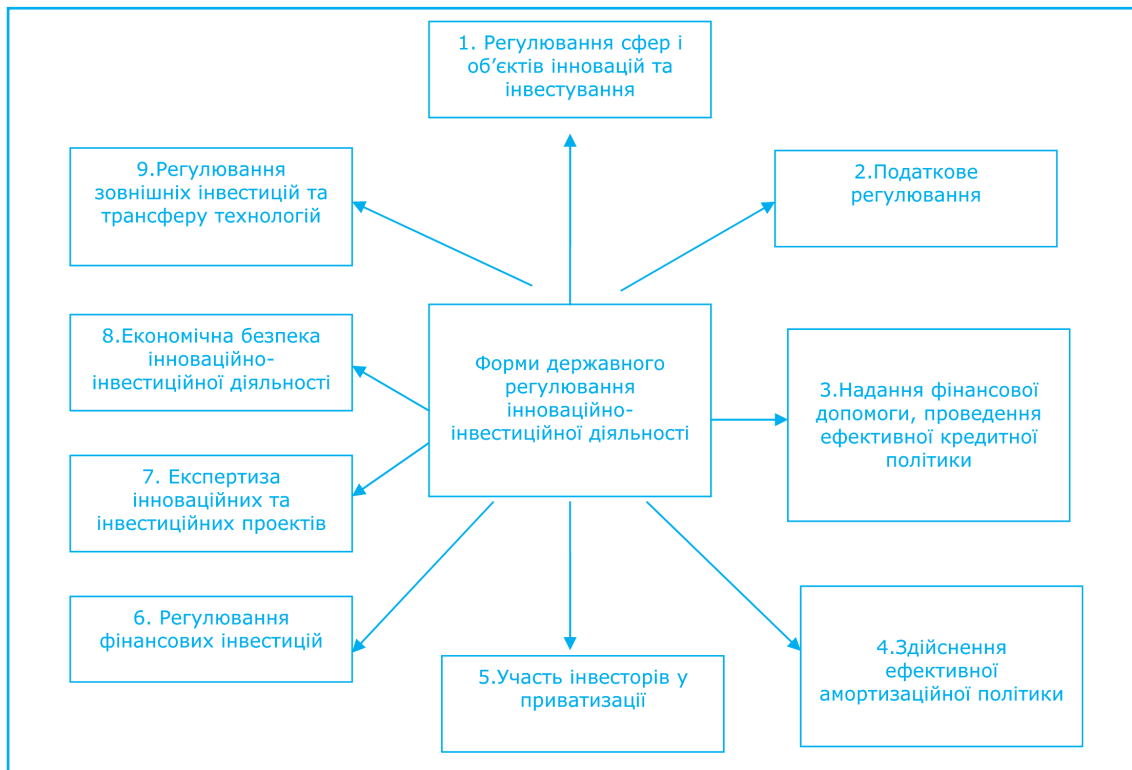 1. Регулювання сфер і
об’єктів інновацій та
інвестування
2.Податкове
регулювання
3.Надання фінансової
допомоги, проведення
ефективної кредитної
політики
4.Здійснення
ефективної
амортизаційної політики
5.Участь інвесторів у
приватизації
6. Регулювання
фінансових інвестицій
7. Експертиза
інноваційних та
інвестиційних проектів
8.Економічна безпека
інноваційно-
інвестиційної діяльності
9.Регулювання
зовнішніх інвестицій та
трансферу технологій
Форми державного
регулювання
інноваційно-
інвестиційної діяльності